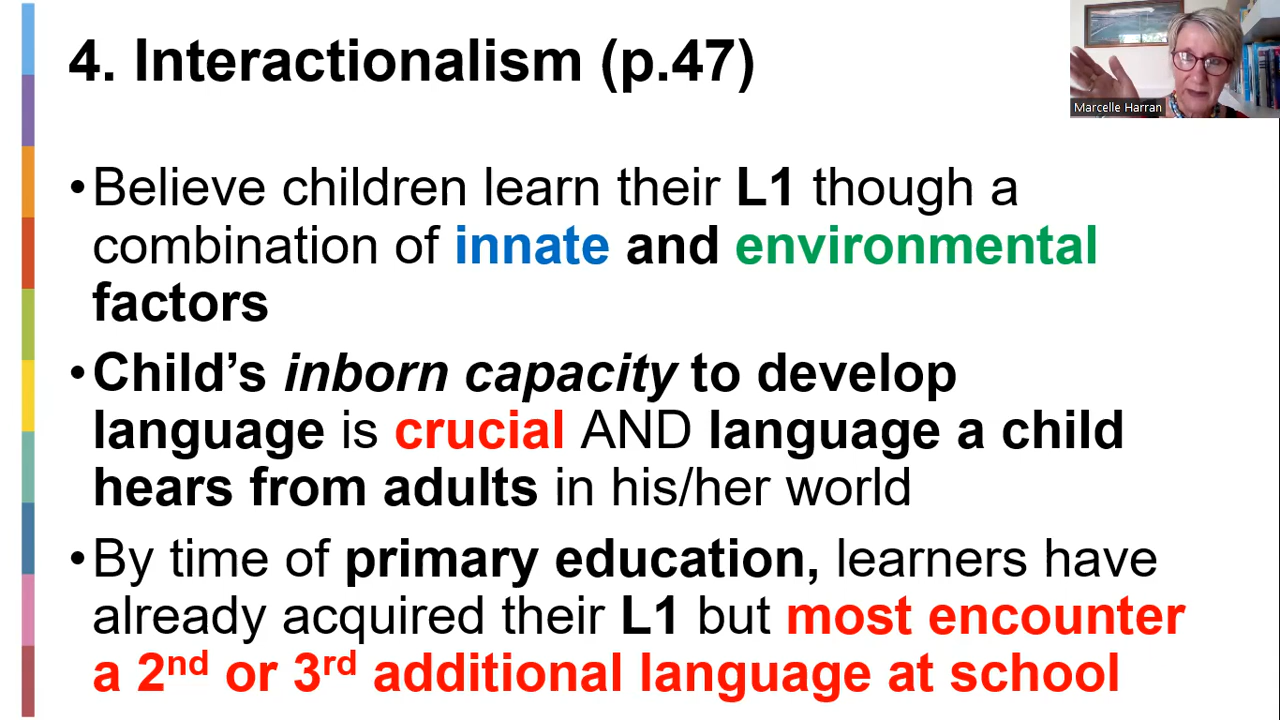 4. Interactionalism (p.47)
Marcelle Harran
•Believe children learn their L1 though a
combination of innate and environmental
factors
•Child's inborn capacity to develop
language is crucial AND language a child
hears from adults in his/her world
•By time of primary education, learners have
already acquired their L1 but most encounter
a 2nd or 3rd additional language at school